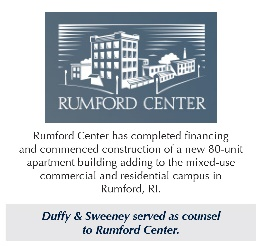 RUMFORD CENTER
Rumford Center has completed financing
and commenced construction of a new 80-unit
apartment building adding to the mixed-use
commercial and residential campus in
Rumford, RI.
Duffy & Sweeney served as counsel
to Rumford Center.